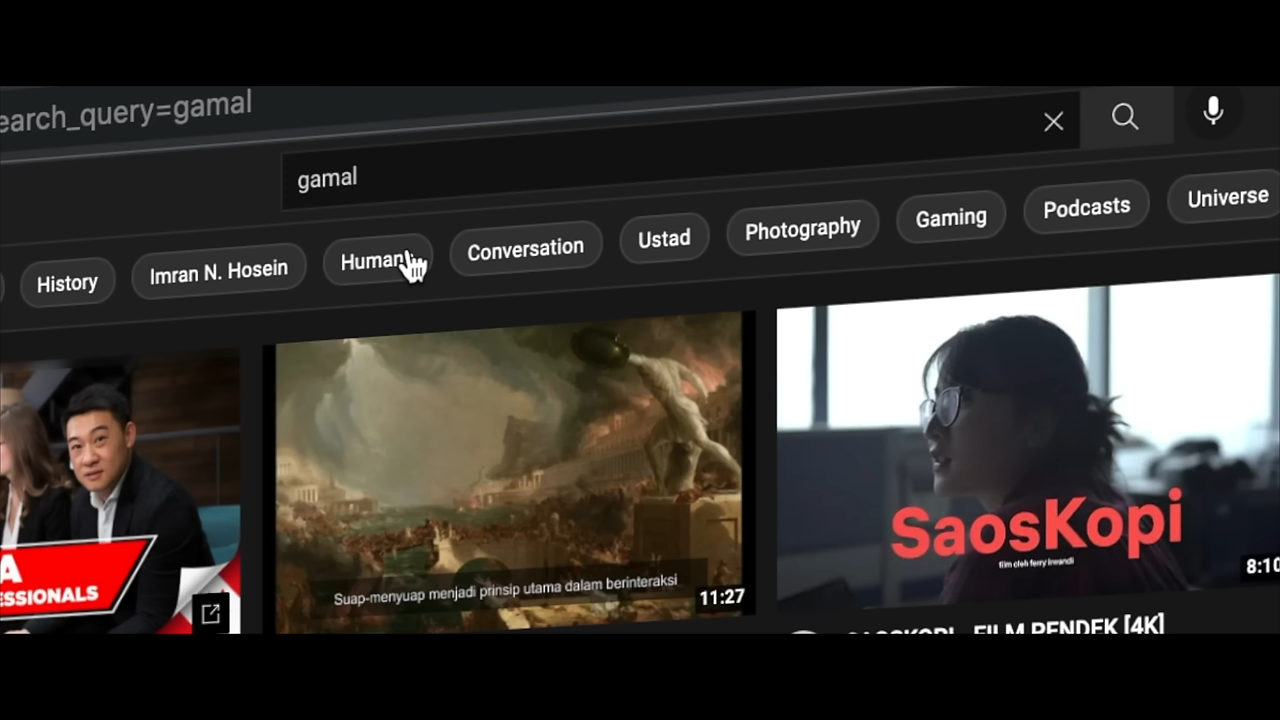 earch_query=gamal
gamal
History
Imran N. Hosein
Human
Conversation
Ustad
Photography
Gaming
Podcasts
Universe
A
ESSIONALS
Suap-menyuap menjadi prinsip utama dalam berinteraksi
11:27
SaosKopi
film oleh ferry irwandi
8:10
SAOSKOPI - FILM PENDEK [4K]